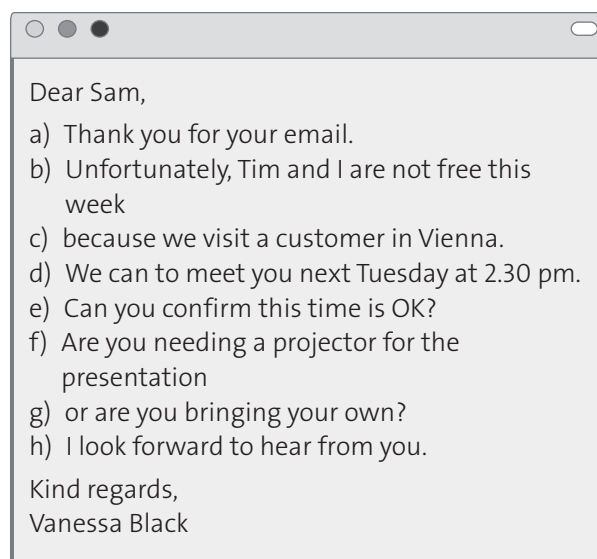 Dear Sam,
a) Thank you for your email.
b) Unfortunately, Tim and I are not free this
week
c) because we visit a customer in Vienna.
d) We can to meet you next Tuesday at 2.30 pm.
e) Can you confirm this time is OK?
f) Are you needing a projector for the
presentation
g) or are you bringing your own?
h) I look forward to hear from you.
Kind regards,
Vanessa Black